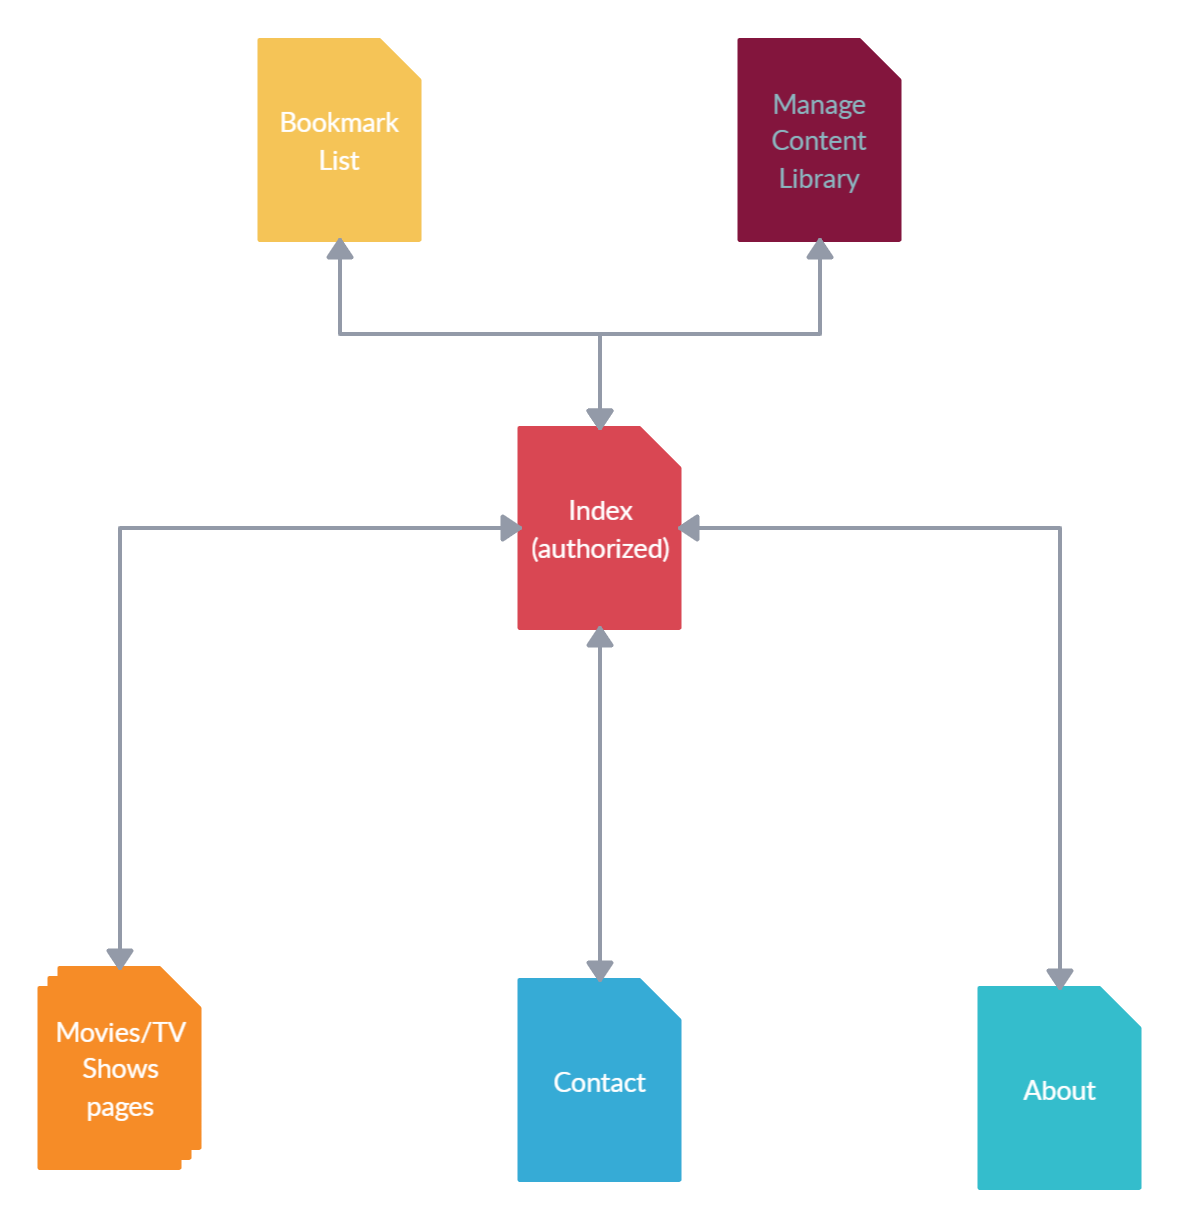 Bookmark
List
Manage
Content
Library
Index
(authorized)
Movies/TV
Shows
pages
Contact
About